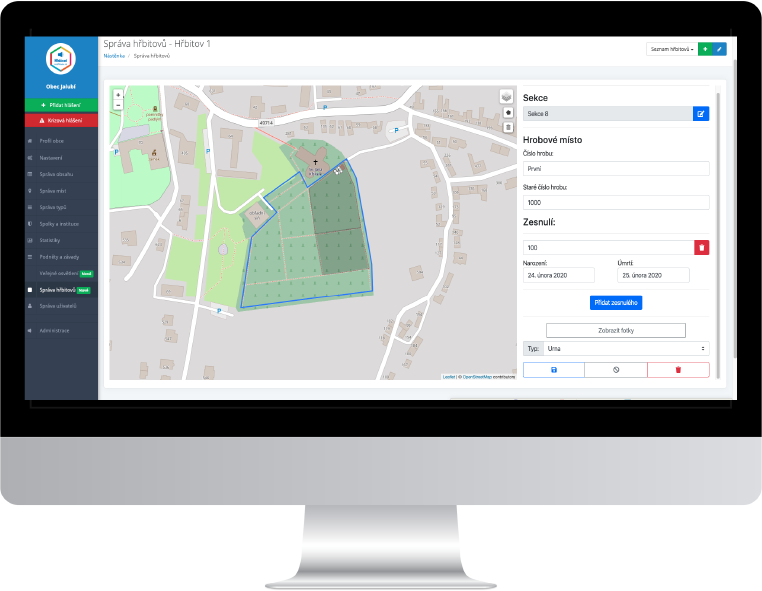 Správa hřbitovů - Hřbitov 1
Nástěnka / Správa hřbitovů
Seznam hřbitovů
Obec Jalubí
Přidat hlášení
Krizová hlášení
Profil obce
Nastavení
Správa obsahu
Správa míst
Správa typů
Spolky a instituce
Statistiky
Podněty a závady
Veřejné osvětlení Nové
Správa hřbitovů Nové
Správa uživatelů
Administrace
+
−
49714
P
P
P
P
P
Leaflet | © OpenStreetMap contributors
Sekce
Sekce 8
Hrobové místo
Číslo hrobu:
První
Staré číslo hrobu:
1000
Zesnulí:
100
Narození:
Úmrtí:
24. února 2020
25. února 2020
Přidat zesnulého
Zobrazit fotky
Typ:
Urna